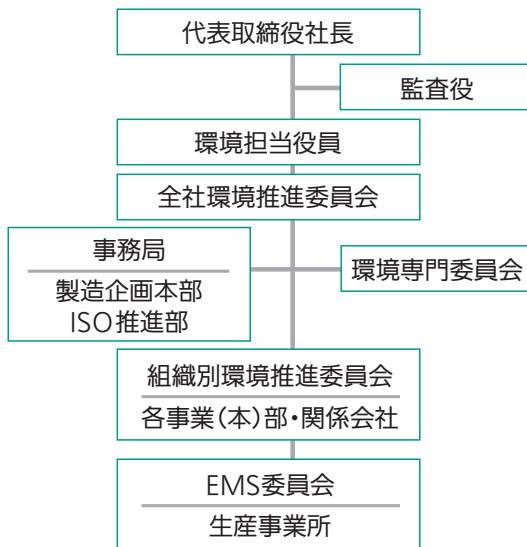 代表取締役社長
監査役
環境担当役員
全社環境推進委員会
事務局
製造企画本部
ISO推進部
環境専門委員会
組織別環境推進委員会
各事業(本)部・関係会社
EMS委員会
生産事業所